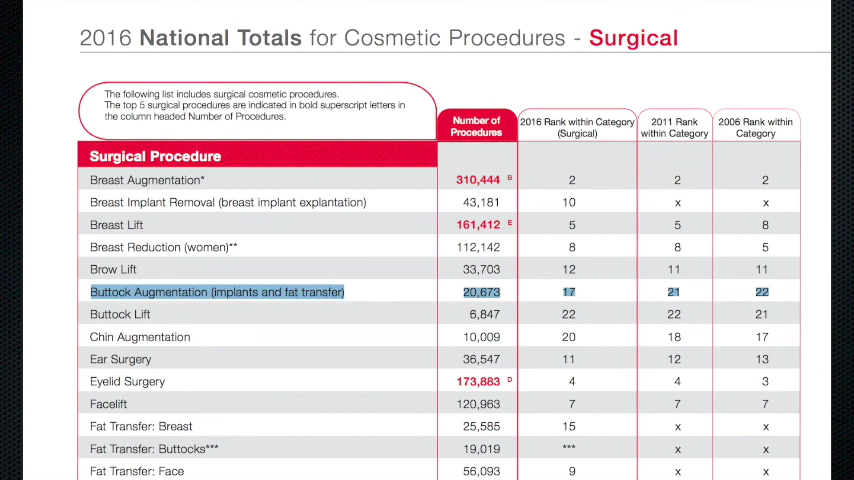 2016 National Totals for Cosmetic Procedures - Surgical
The following list includes surgical cosmetic procedures.
The top 5 surgical procedures are indicated in bold superscript letters in
the column headed Number of Procedures.
Number of Procedures 2016 Rank within Category (Surgical) 2011 Rank within Category 2006 Rank within Category
Surgical Procedure
Breast Augmentation* 310,444 B 2 2 2
Breast Implant Removal (breast implant explantation) 43,181 10 x x
Breast Lift 161,412 E 5 5 8
Breast Reduction (women)** 112,142 8 8 5
Brow Lift 33,703 12 11 11
Buttock Augmentation (implants and fat transfer) 20,673 17 21 22
Buttock Lift 6,847 22 22 21
Chin Augmentation 10,009 20 18 17
Ear Surgery 36,547 11 12 13
Eyelid Surgery 173,883 D 4 4 3
Facelift 120,963 7 7 7
Fat Transfer: Breast 25,585 15 x x
Fat Transfer: Buttocks*** 19,019 *** x x
Fat Transfer: Face 56,093 9 x x